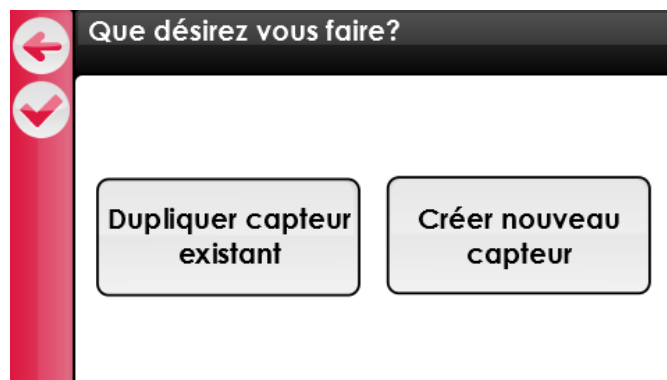 Que désirez vous faire?
Dupliquer capteur
existant
Créer nouveau
capteur